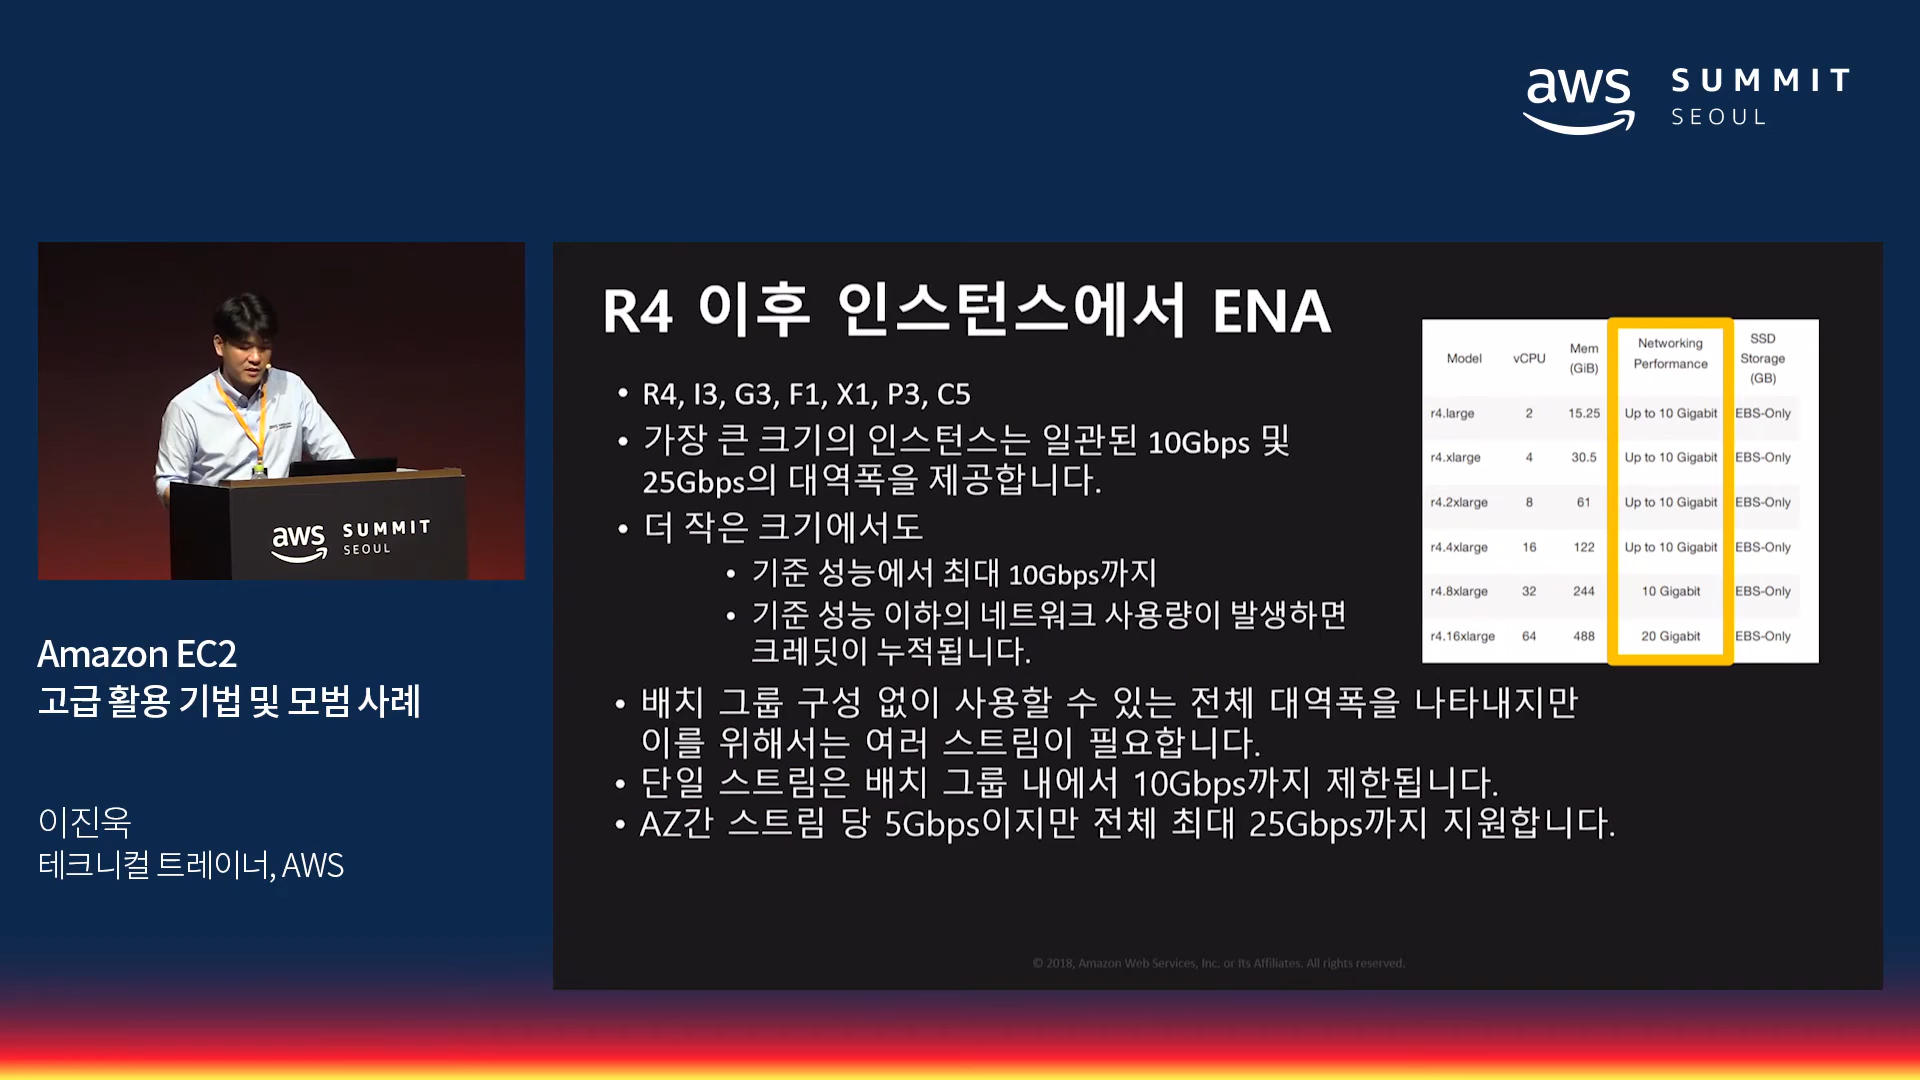 aws SUMMIT
SEOUL
aws SUMMIT
SEOUL
Amazon EC2
고급 활용 기법 및 모범 사례
이진욱
테크니컬 트레이너, AWS
R4 이후 인스턴스에서 ENA
• R4, I3, G3, F1, X1, P3, C5
• 가장 큰 크기의 인스턴스는 일관된 10Gbps 및
25Gbps의 대역폭을 제공합니다.
• 더 작은 크기에서도
• 기준 성능에서 최대 10Gbps까지
• 기준 성능 이하의 네트워크 사용량이 발생하면
크레딧이 누적됩니다.
• 배치 그룹 구성 없이 사용할 수 있는 전체 대역폭을 나타내지만
이를 위해서는 여러 스트림이 필요합니다.
• 단일 스트림은 배치 그룹 내에서 10Gbps까지 제한됩니다.
• AZ간 스트림 당 5Gbps이지만 전체 최대 25Gbps까지 지원합니다.
Model vCPU Mem (GiB) Networking Performance SSD Storage (GB)
r4.large 2 15.25 Up to 10 Gigabit EBS-Only
r4.xlarge 4 30.5 Up to 10 Gigabit EBS-Only
r4.2xlarge 8 61 Up to 10 Gigabit EBS-Only
r4.4xlarge 16 122 Up to 10 Gigabit EBS-Only
r4.8xlarge 32 244 10 Gigabit EBS-Only
r4.16xlarge 64 488 20 Gigabit EBS-Only
© 2018, Amazon Web Services, Inc. or Its Affiliates. All rights reserved.